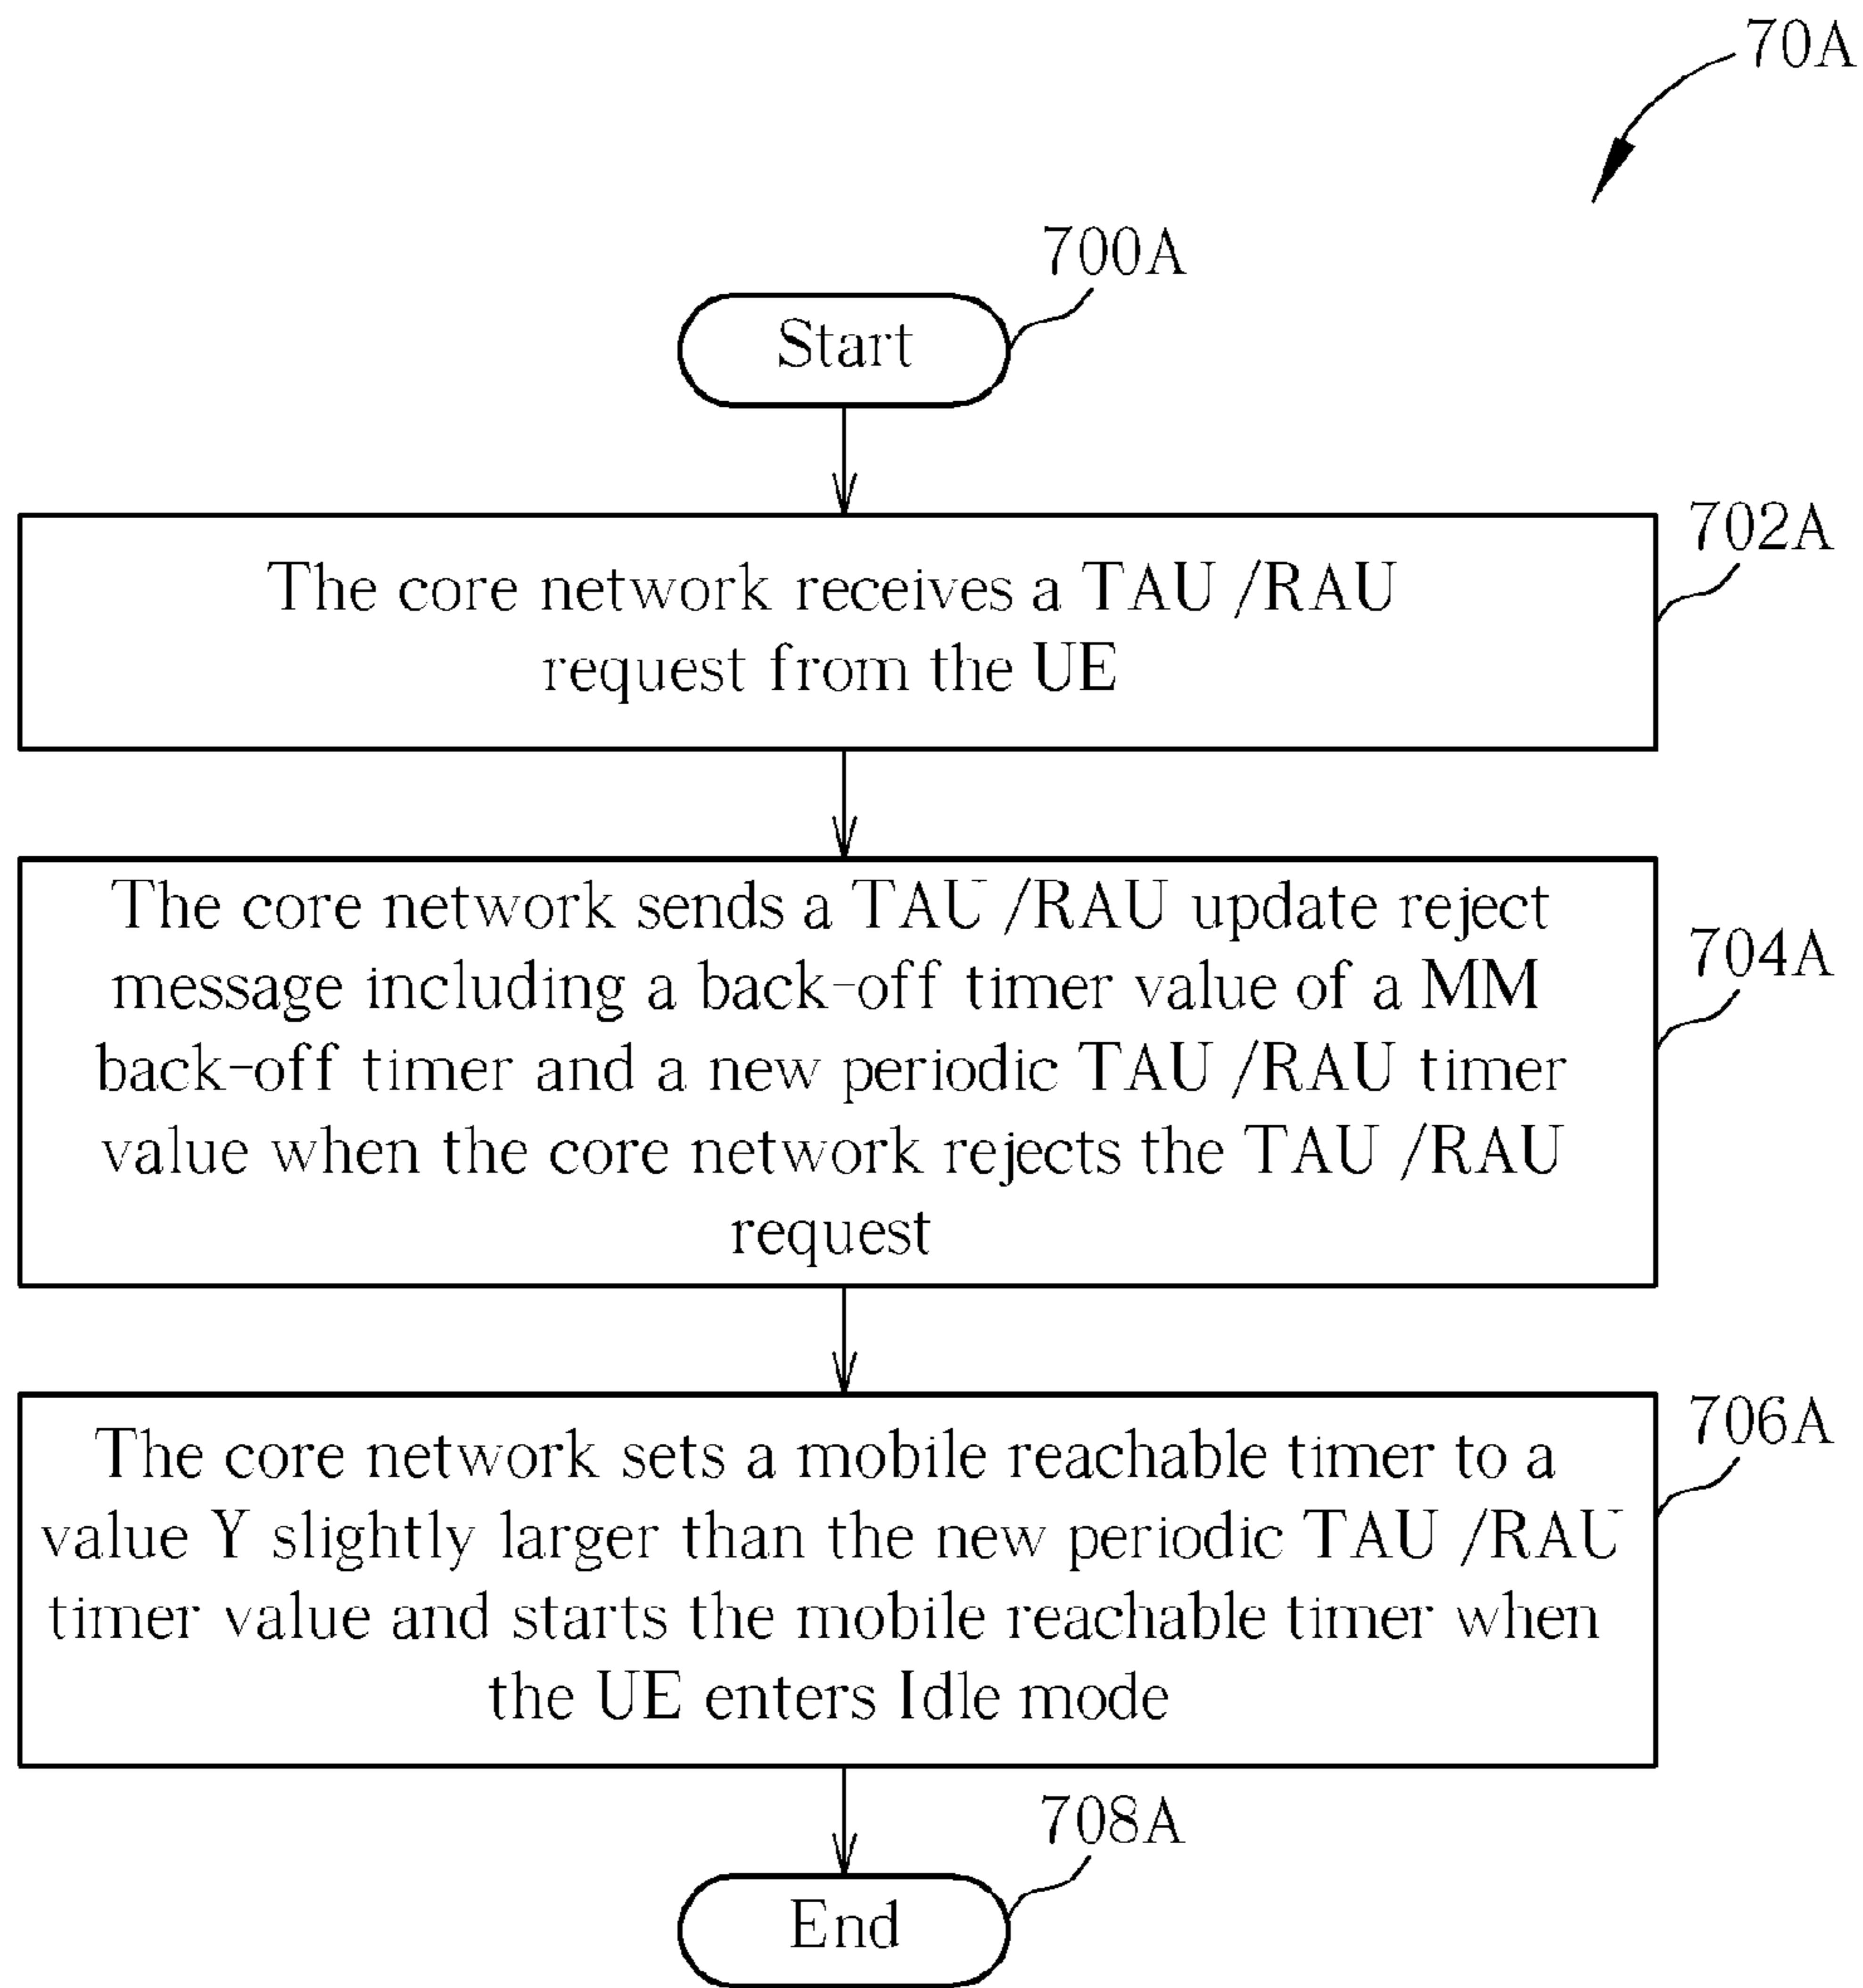 70A
700A
Start
702A
The core network receives a TAU /RAU
request from the UE
704A
The core network sends a TAU /RAU update reject
message including a back-off timer value of a MM
back-off timer and a new periodic TAU /RAU timer
value when the core network rejects the TAU /RAU
request
706A
The core network sets a mobile reachable timer to a
value Y slightly larger than the new periodic TAU /RAU
timer value and starts the mobile reachable timer when
the UE enters Idle mode
708A
End